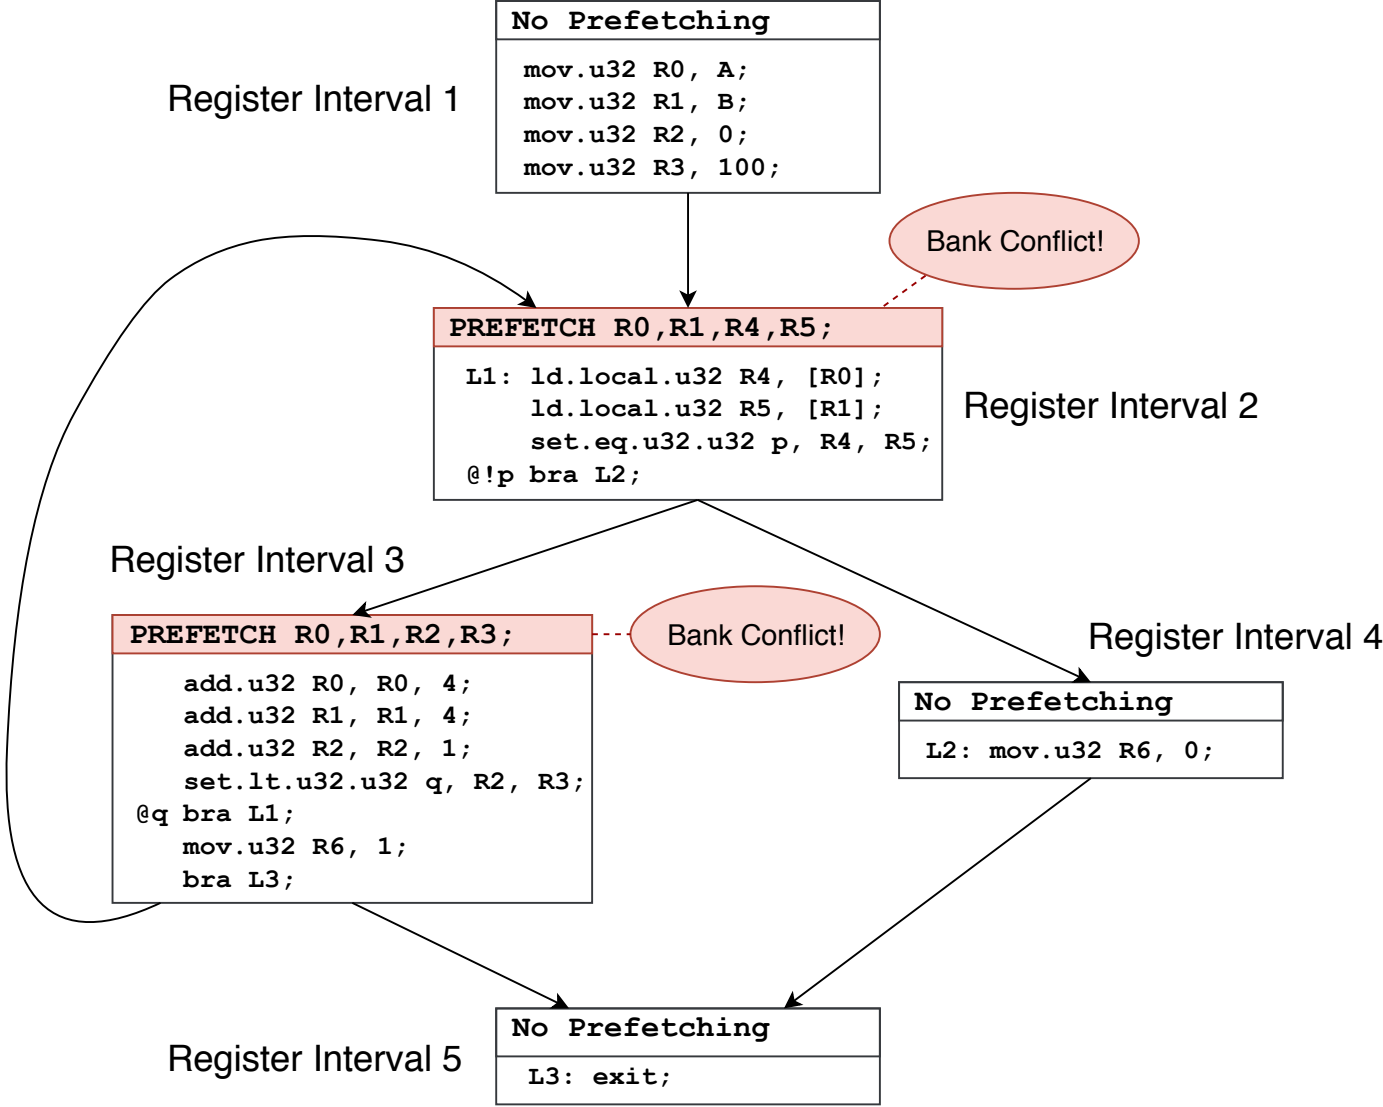 No Prefetching
mov.u32 R0, A;
mov.u32 R1, B;
mov.u32 R2, 0;
mov.u32 R3, 100;
Register Interval 1
Bank Conflict!
PREFETCH R0,R1,R4,R5;
L1: ld.local.u32 R4, [R0];
ld.local.u32 R5, [R1];
set.eq.u32.u32 p, R4, R5;
@!p bra L2;
Register Interval 2
Register Interval 3
PREFETCH R0,R1,R2,R3;
Bank Conflict!
add.u32 R0, R0, 4;
add.u32 R1, R1, 4;
add.u32 R2, R2, 1;
set.lt.u32.u32 q, R2, R3;
@q bra L1;
mov.u32 R6, 1;
bra L3;
Register Interval 4
No Prefetching
L2: mov.u32 R6, 0;
No Prefetching
L3: exit;
Register Interval 5